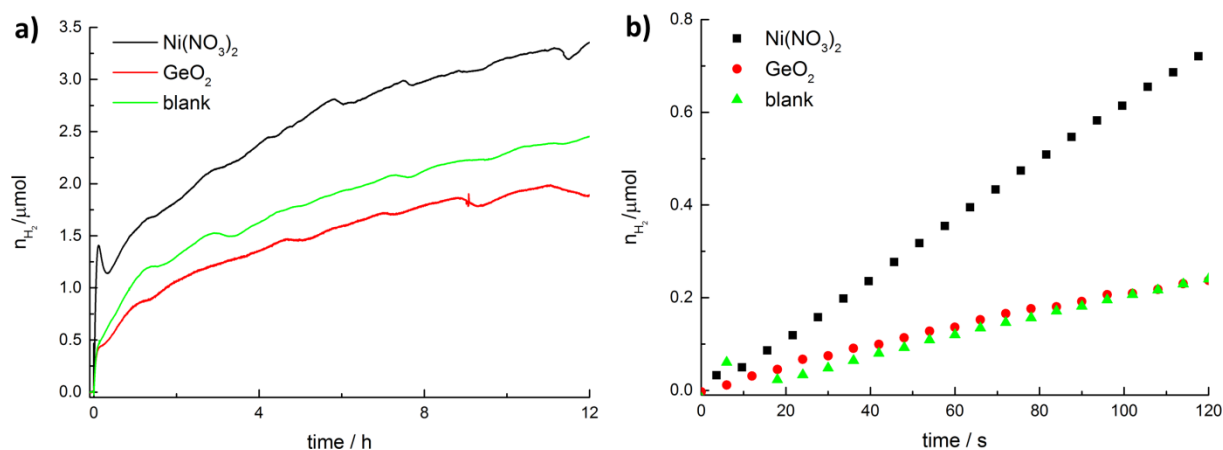 a)
Ni(NO₃)₂
GeO₂
blank
n_H₂ /µmol
3.5
3.0
2.5
2.0
1.5
1.0
0.5
0.0
0 4 8 12
time / h
b)
Ni(NO₃)₂
GeO₂
blank
n_H₂ /µmol
0.8
0.6
0.4
0.2
0.0
0 20 40 60 80 100 120
time / s